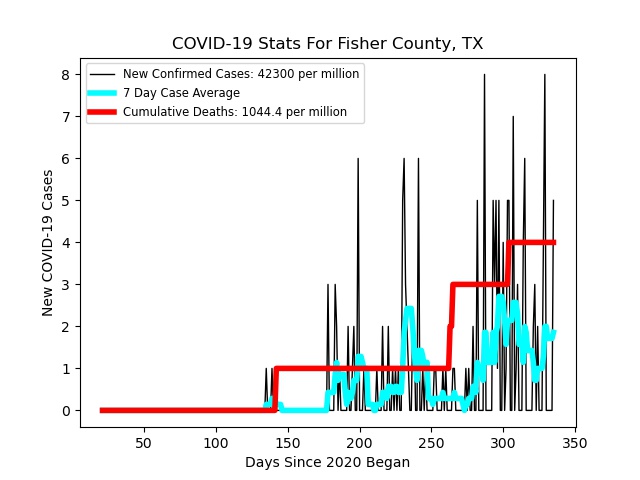 COVID-19 Stats For Fisher County, TX
New Confirmed Cases: 42300 per million
7 Day Case Average
Cumulative Deaths: 1044.4 per million
New COVID-19 Cases
8
7
6
5
4
3
2
1
0
50 100 150 200 250 300 350
Days Since 2020 Began